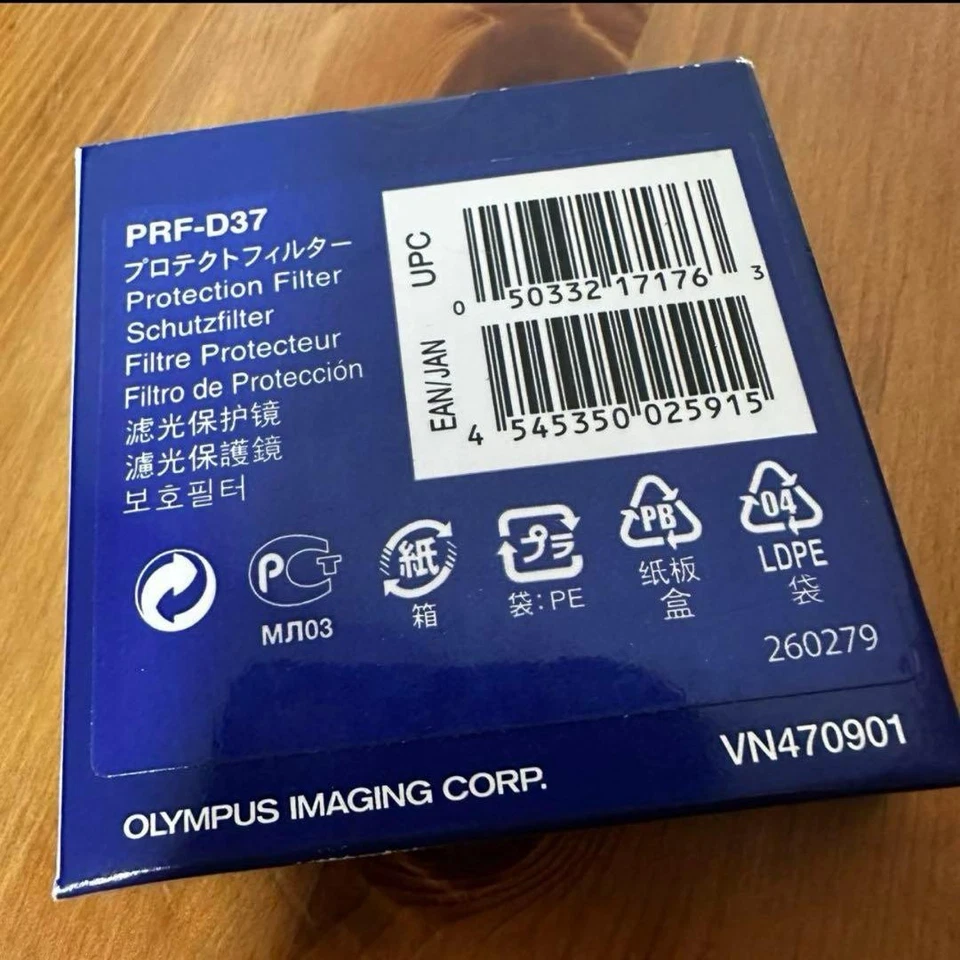 PRF-D37
プロテクトフィルター
Protection Filter
Schutzfilter
Filtre Protecteur
Filtro de Protección
滤光保护镜
濾光保護鏡
보호필터
UPC
0 50332 17176 3
EAN/JAN
4 545350 025915
РСТ
МЛ03
紙
箱
プラ
袋:PE
PB
纸板
盒
04
LDPE
袋
260279
VN470901
OLYMPUS IMAGING CORP.